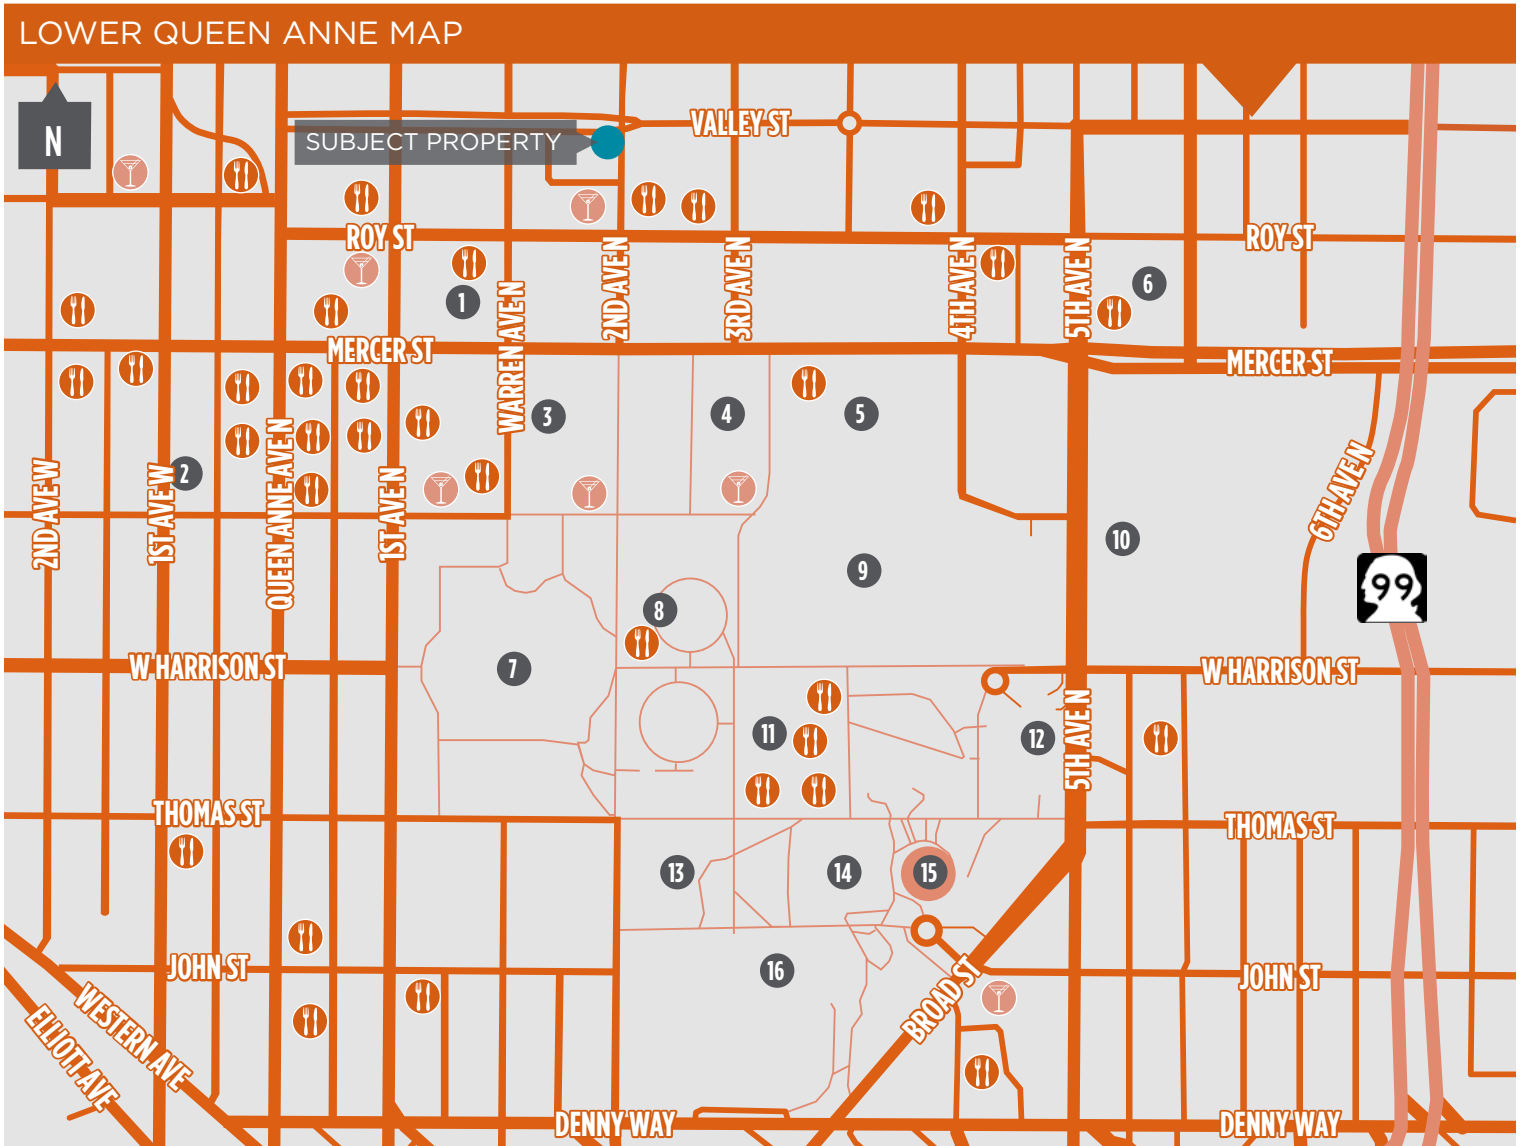 LOWER QUEEN ANNE MAP
N
SUBJECT PROPERTY
VALLEY ST
ROY ST
ROY ST
1
WARREN AVE N
2ND AVE N
3RD AVE N
4TH AVE N
5TH AVE N
6
MERCER ST
MERCER ST
2ND AVE W
1ST AVE W
2
QUEEN ANNE AVE N
1ST AVE N
3
4
5
6TH AVE N
10
9
99
8
7
W HARRISON ST
W HARRISON ST
11
12
5TH AVE N
THOMAS ST
THOMAS ST
13
14
15
16
JOHN ST
JOHN ST
BROAD ST
WESTERN AVE
ELLIOTT AVE
DENNY WAY
DENNY WAY